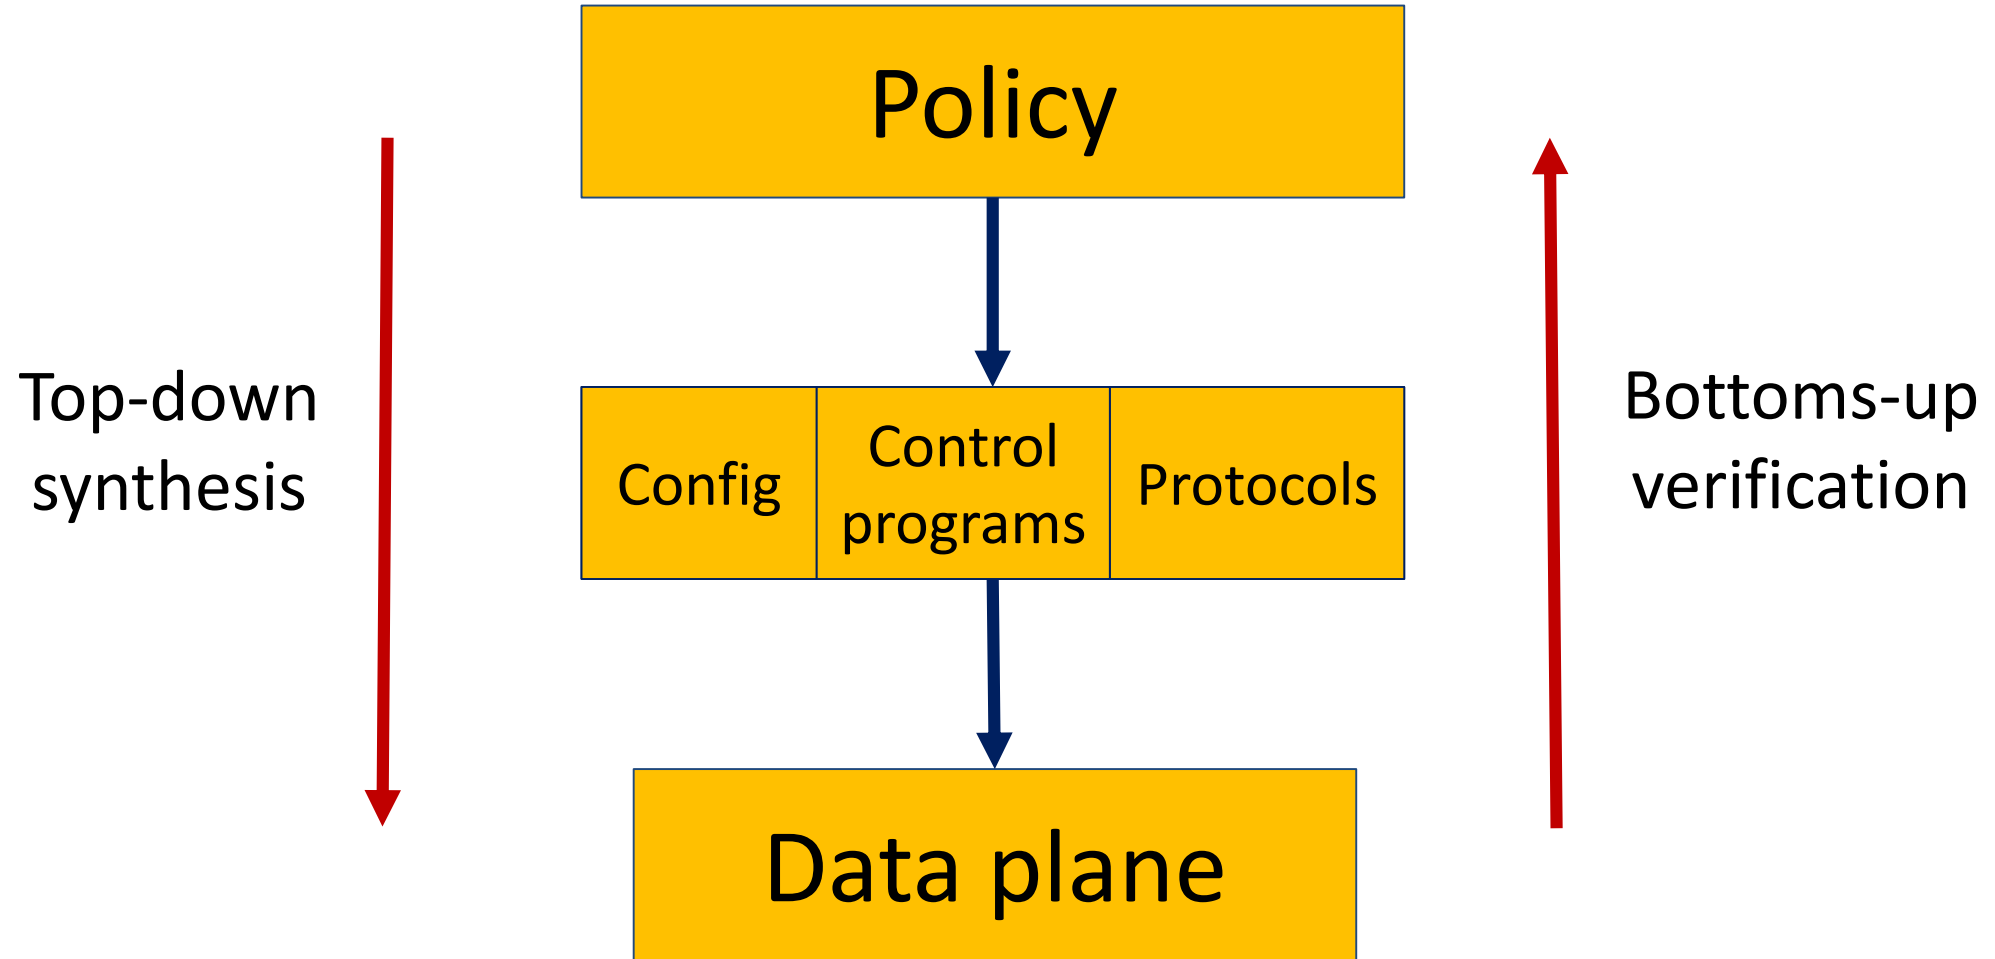 Policy
Top-down
synthesis
Config
Control
programs
Protocols
Bottoms-up
verification
Data plane